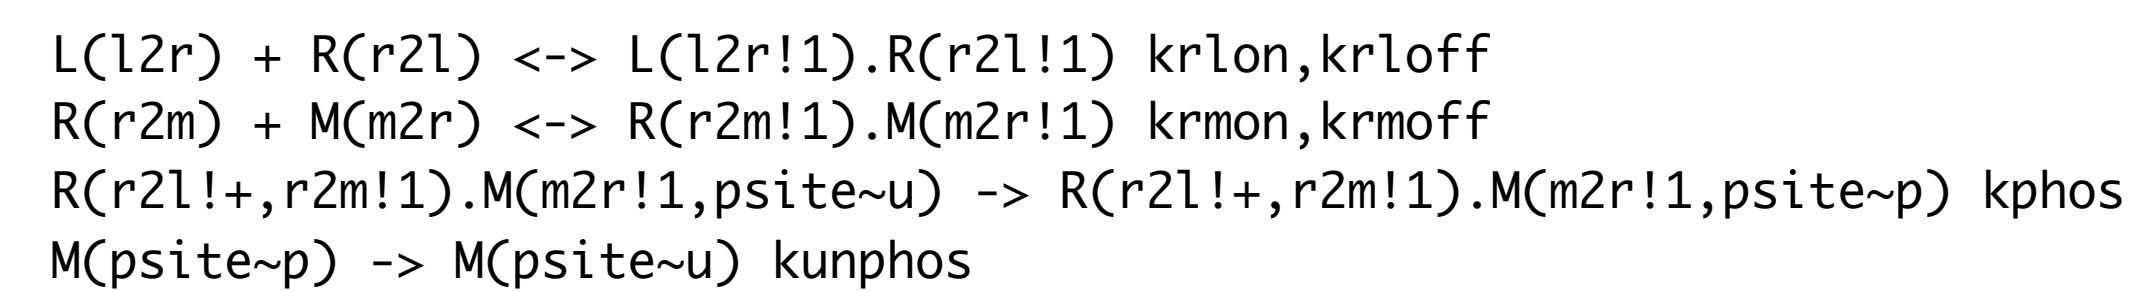 L(l2r) + R(r2l) <-> L(l2r!1).R(r2l!1) krlon,krloff
R(r2m) + M(m2r) <-> R(r2m!1).M(m2r!1) krmon,krmoff
R(r2l!+,r2m!1).M(m2r!1,psite~u) -> R(r2l!+,r2m!1).M(m2r!1,psite~p) kphos
M(psite~p) -> M(psite~u) kunphos